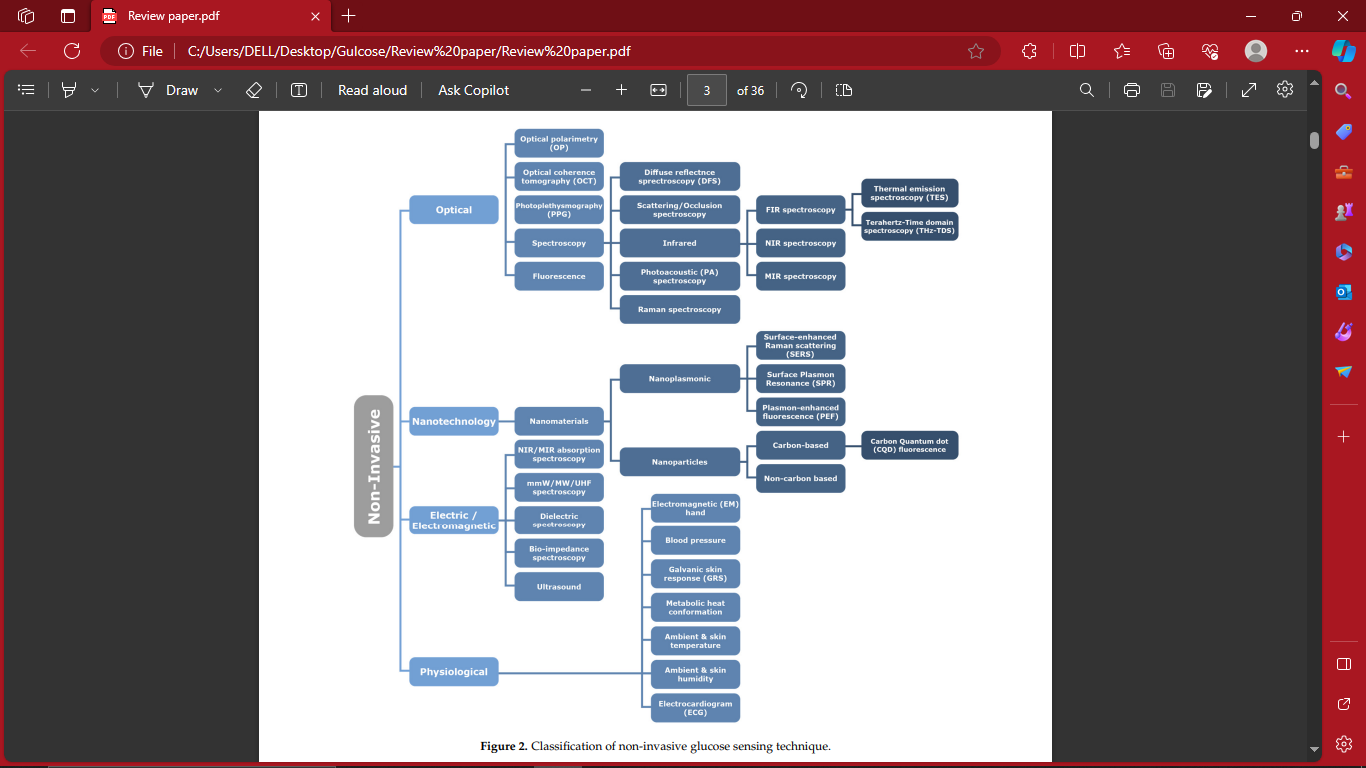 Review paper.pdf
File
C:/Users/DELL/Desktop/Gulcose/Review%20paper/Review%20paper.pdf
Draw
Read aloud
Ask Copilot
3
of 36
Non-Invasive
Optical
Optical polarimetry
(OP)
Optical coherence
tomography (OCT)
Photoplethysmography
(PPG)
Spectroscopy
Fluorescence
Diffuse reflectnce
sprectroscopy (DFS)
Scattering/Occlusion
spectroscopy
Infrared
Photoacoustic (PA)
spectroscopy
Raman spectroscopy
FIR spectroscopy
NIR spectroscopy
MIR spectroscopy
Thermal emission
spectroscopy (TES)
Terahertz-Time domain
spectroscopy (THz-TDS)
Nanotechnology
Nanomaterials
Nanoplasmonic
Surface-enhanced
Raman scattering
(SERS)
Surface Plasmon
Resonance (SPR)
Plasmon-enhanced
fluorescence (PEF)
Nanoparticles
Carbon-based
Non-carbon based
Carbon Quantum dot
(CQD) fluorescence
Electric /
Electromagnetic
NIR/MIR absorption
spectroscopy
mmW/MW/UHF
spectroscopy
Dielectric
spectroscopy
Bio-impedance
spectroscopy
Ultrasound
Physiological
Electromagnetic (EM)
hand
Blood pressure
Galvanic skin
response (GRS)
Metabolic heat
conformation
Ambient & skin
temperature
Ambient & skin
humidity
Electrocardiogram
(ECG)
Figure 2. Classification of non-invasive glucose sensing technique.